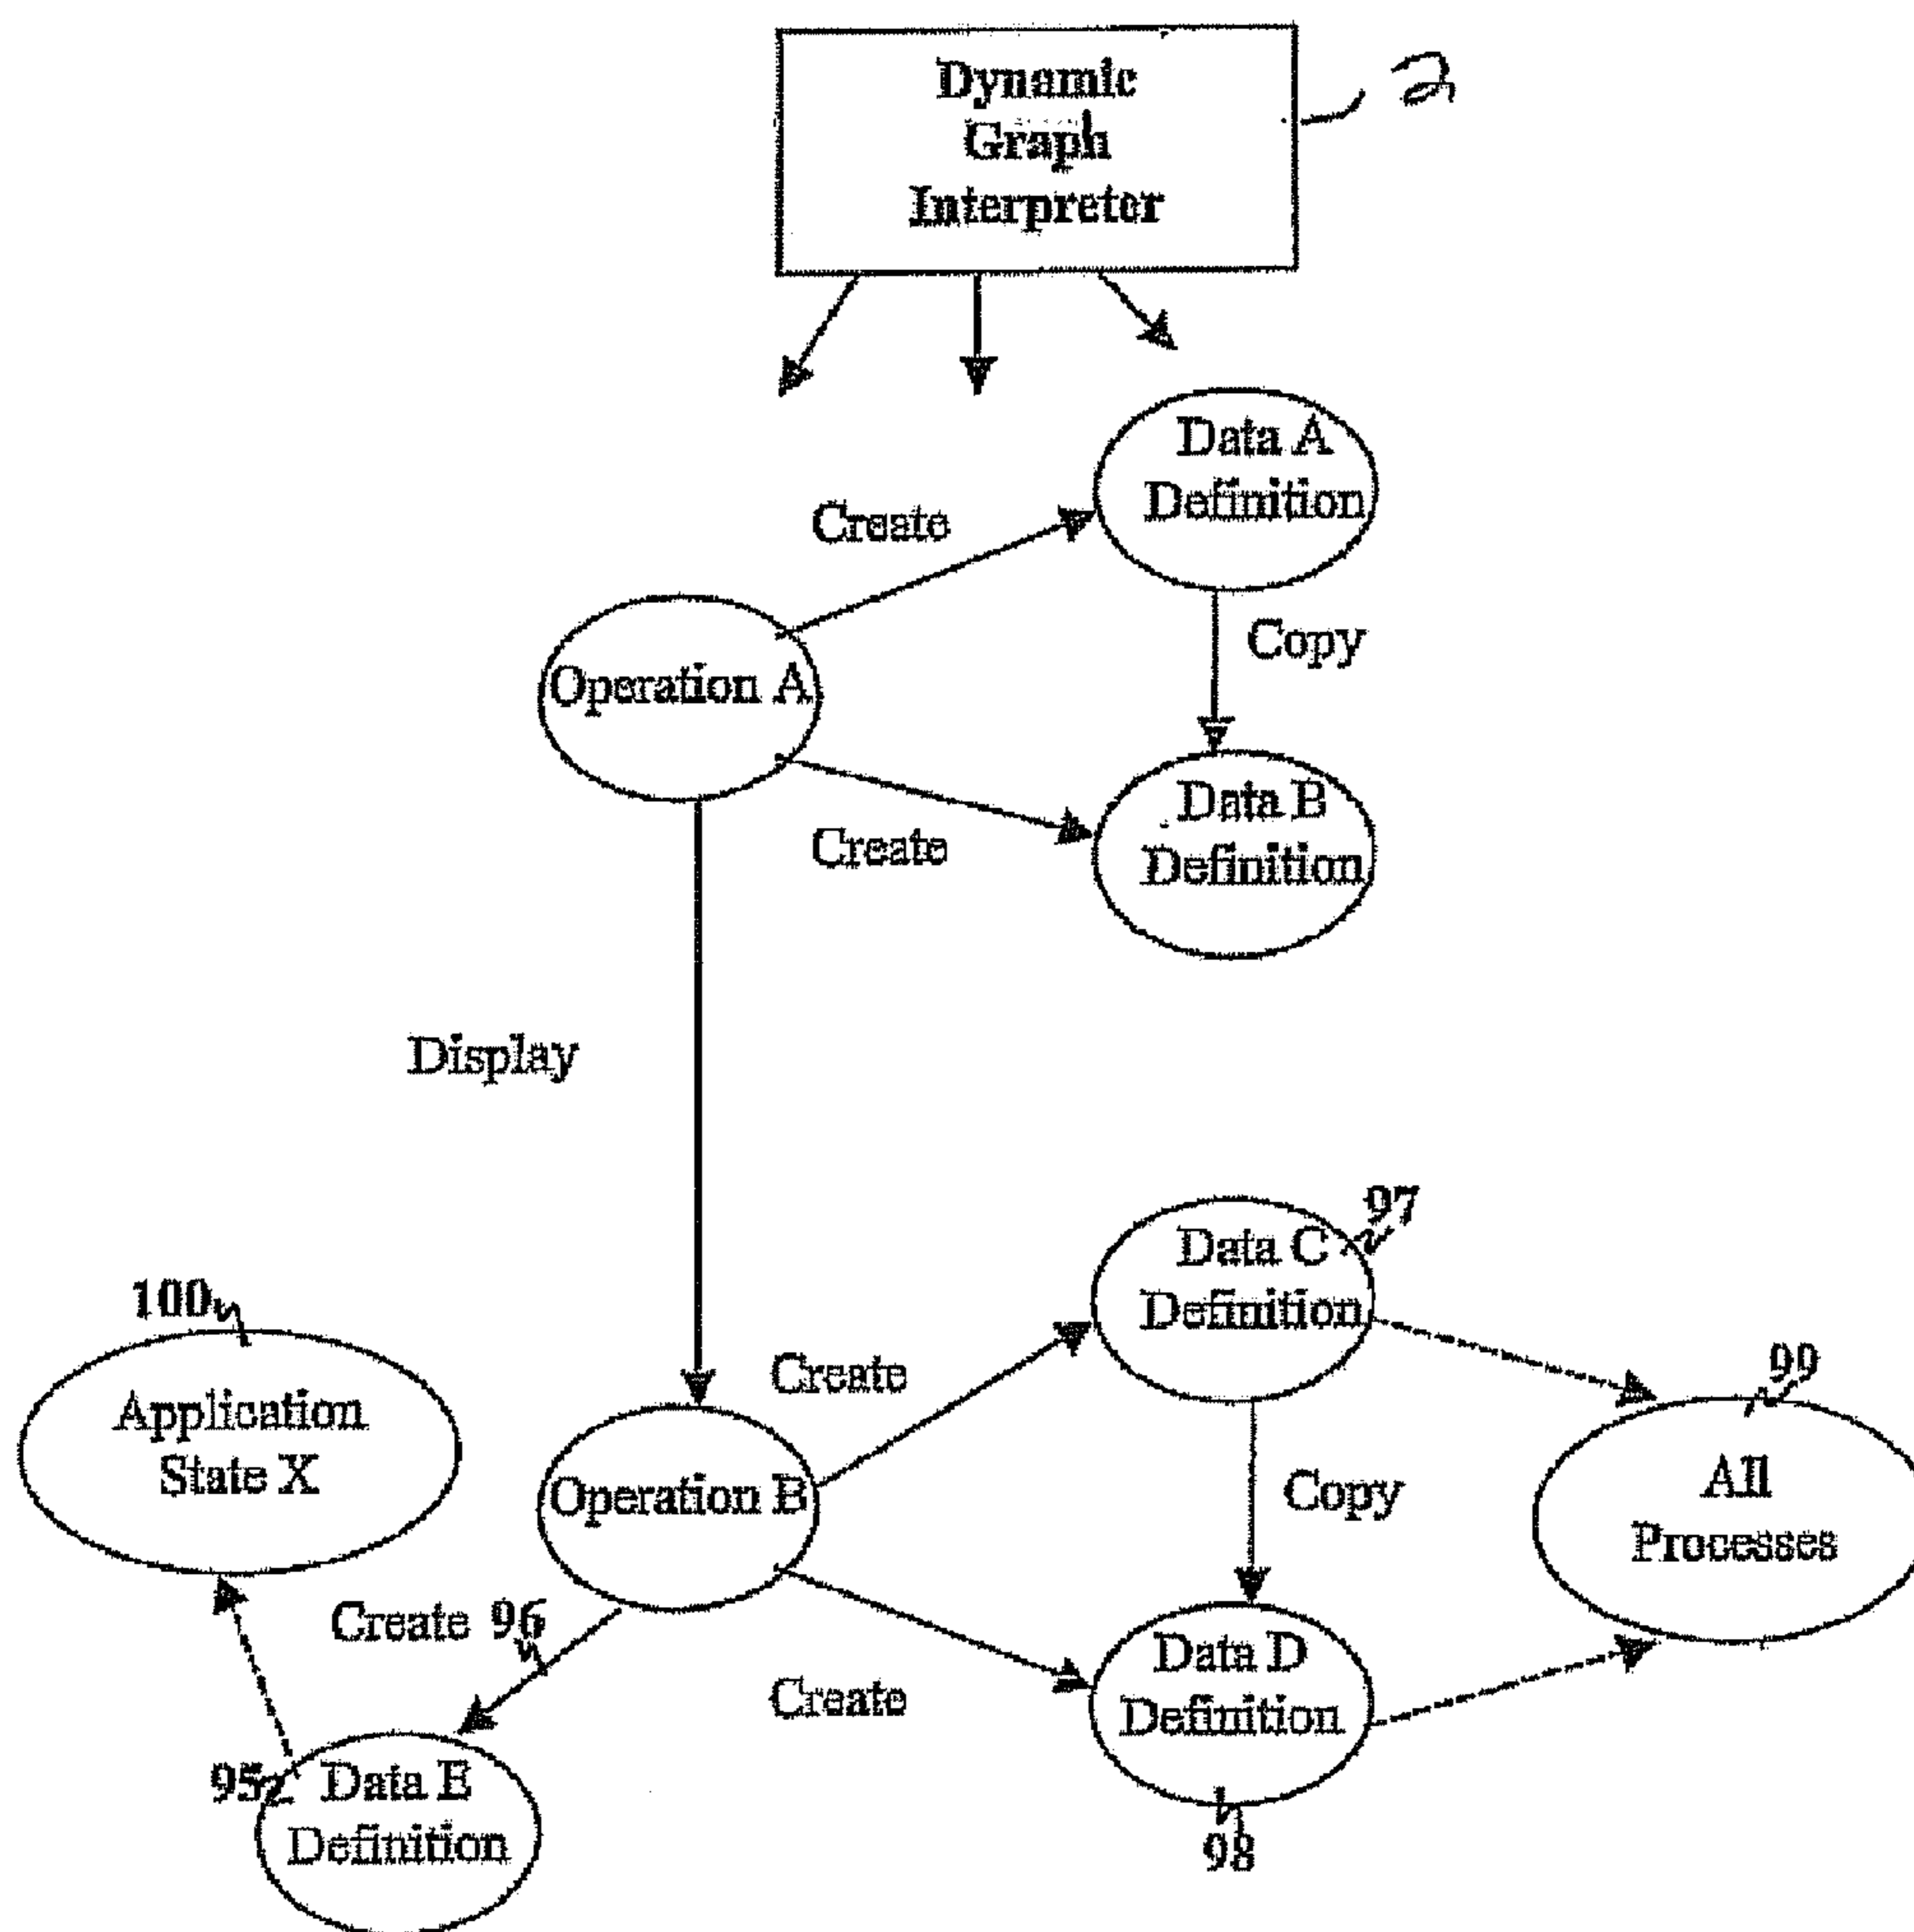 Dynamic
Graph
Interpreter
2
Data A
Definition
Create
Copy
Operation A
Data B
Definition
Create
Display
97
Data C
Definition
100
Application
State X
Create
99
All
Processes
Operation B
Copy
Create 96
Data D
Definition
Create
95
Data E
Definition
98